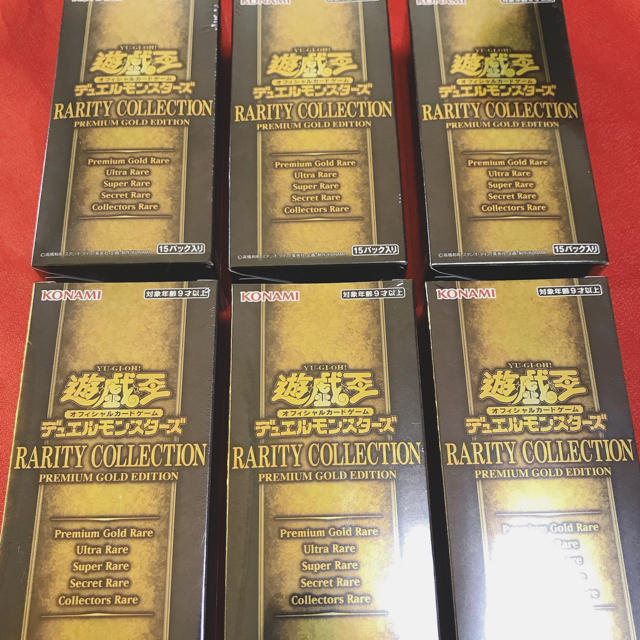 KONAMI
YU-GI-OH!
遊戯王
オフィシャルカードゲーム
デュエルモンスターズ
RARITY COLLECTION
PREMIUM GOLD EDITION
Premium Gold Rare
Ultra Rare
Super Rare
Secret Rare
Collectors Rare
15パック入り
KONAMI
YU-GI-OH!
遊戯王
オフィシャルカードゲーム
デュエルモンスターズ
RARITY COLLECTION
PREMIUM GOLD EDITION
Premium Gold Rare
Ultra Rare
Super Rare
Secret Rare
Collectors Rare
15パック入り
KONAMI
YU-GI-OH!
遊戯王
オフィシャルカードゲーム
デュエルモンスターズ
RARITY COLLECTION
PREMIUM GOLD EDITION
Premium Gold Rare
Ultra Rare
Super Rare
Secret Rare
Collectors Rare
15パック入り
KONAMI
対象年齢9才以上
YU-GI-OH!
遊戯王
オフィシャルカードゲーム
デュエルモンスターズ
RARITY COLLECTION
PREMIUM GOLD EDITION
Premium Gold Rare
Ultra Rare
Super Rare
Secret Rare
Collectors Rare
KONAMI
対象年齢9才以上
YU-GI-OH!
遊戯王
オフィシャルカードゲーム
デュエルモンスターズ
RARITY COLLECTION
PREMIUM GOLD EDITION
Premium Gold Rare
Ultra Rare
Super Rare
Secret Rare
Collectors Rare
KONAMI
対象年齢9才以上
YU-GI-OH!
遊戯王
オフィシャルカードゲーム
デュエルモンスターズ
RARITY COLLECTION
PREMIUM GOLD EDITION
Gold Rare
Rare